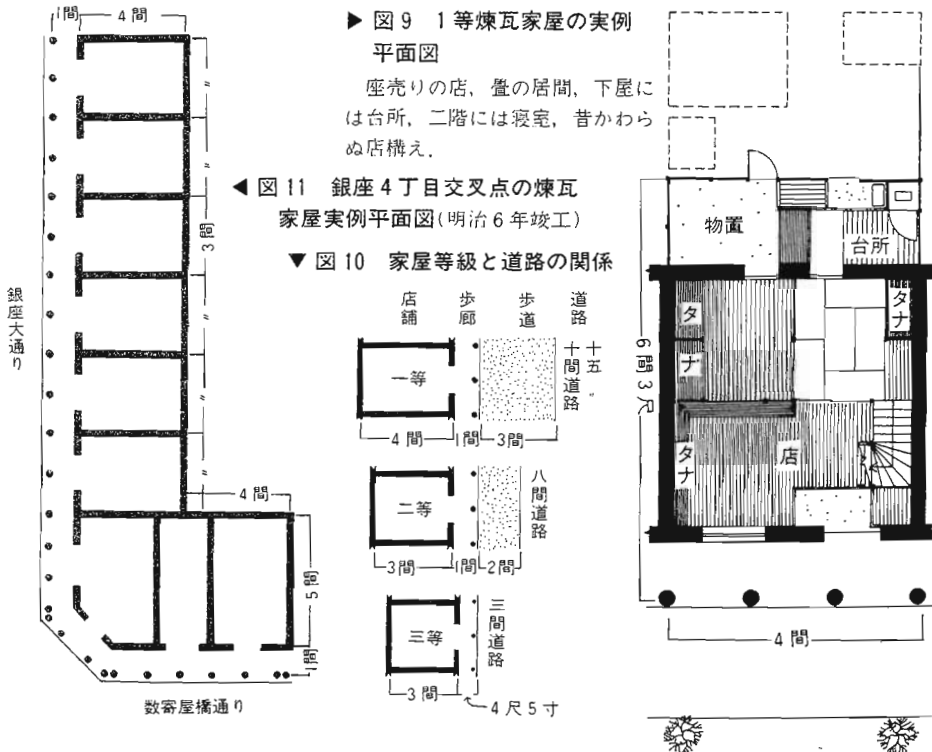 ▶ 図9 1等煉瓦家屋の実例
平面図
座売りの店,畳の居間,下屋に
は台所,二階には寝室,昔かわら
ぬ店構え.
◀ 図11 銀座4丁目交叉点の煉瓦
家屋実例平面図(明治6年竣工)
▼ 図10 家屋等級と道路の関係
1間
4間
〃
3間
〃
〃
〃
4間
5間
1間
銀座大通り
数寄屋橋通り
店舗
歩廊
歩道
道路
一等
十五〃
十間道路
4間
1間
3間
二等
八間道路
3間
1間
2間
三等
三間道路
3間
4尺5寸
物置
台所
タナ
タナ
タナ
店
6間3尺
4間